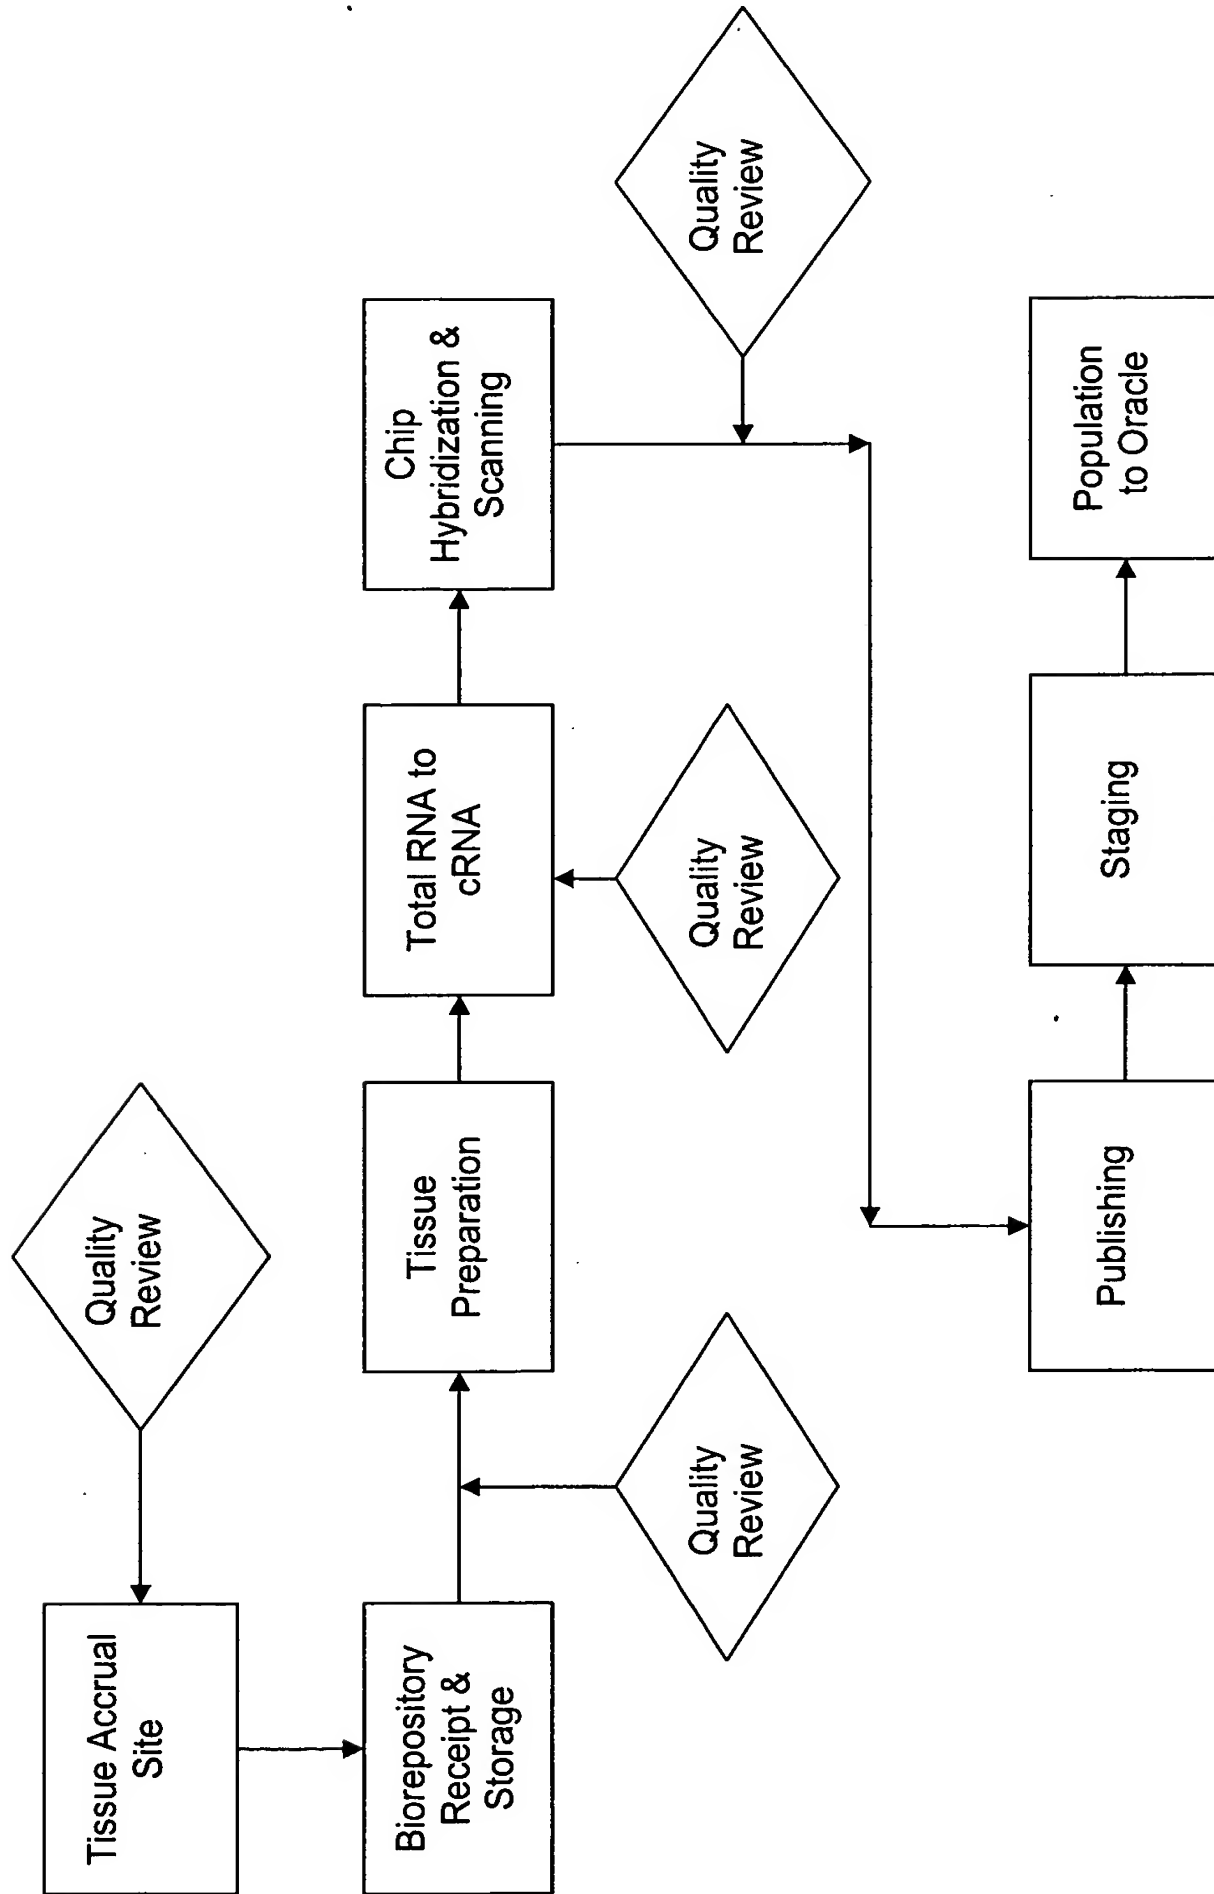 Tissue Accrual
Site
Quality
Review
Biorepository
Receipt &
Storage
Tissue
Preparation
Total RNA to
cRNA
Chip
Hybridization &
Scanning
Quality
Review
Quality
Review
Quality
Review
Publishing
Staging
Population
to Oracle